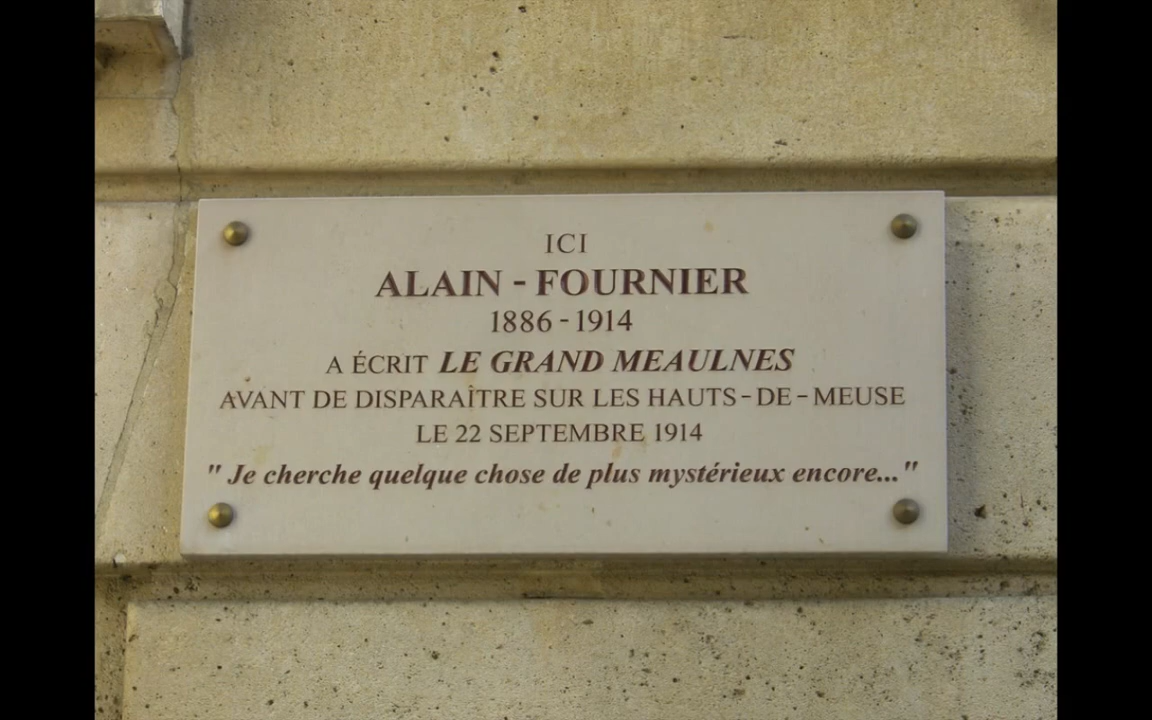 ICI
ALAIN - FOURNIER
1886 - 1914
A ÉCRIT LE GRAND MEAULNES
AVANT DE DISPARAÎTRE SUR LES HAUTS - DE - MEUSE
LE 22 SEPTEMBRE 1914
" Je cherche quelque chose de plus mystérieux encore..."